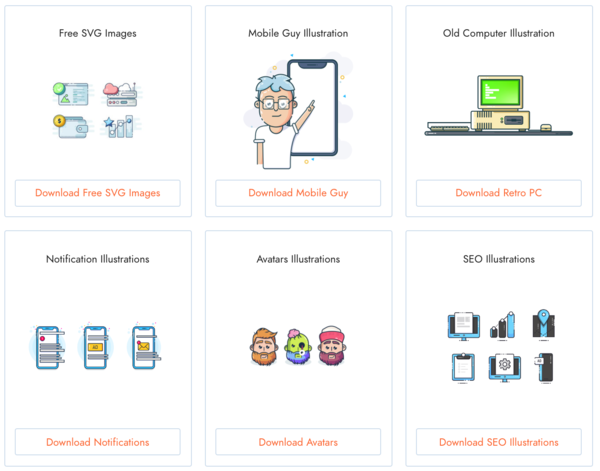 Free SVG Images
Mobile Guy Illustration
Old Computer Illustration
Download Free SVG Images
Download Mobile Guy
Download Retro PC
Notification Illustrations
Avatars Illustrations
SEO Illustrations
AD
Download Notifications
Download Avatars
Download SEO Illustrations